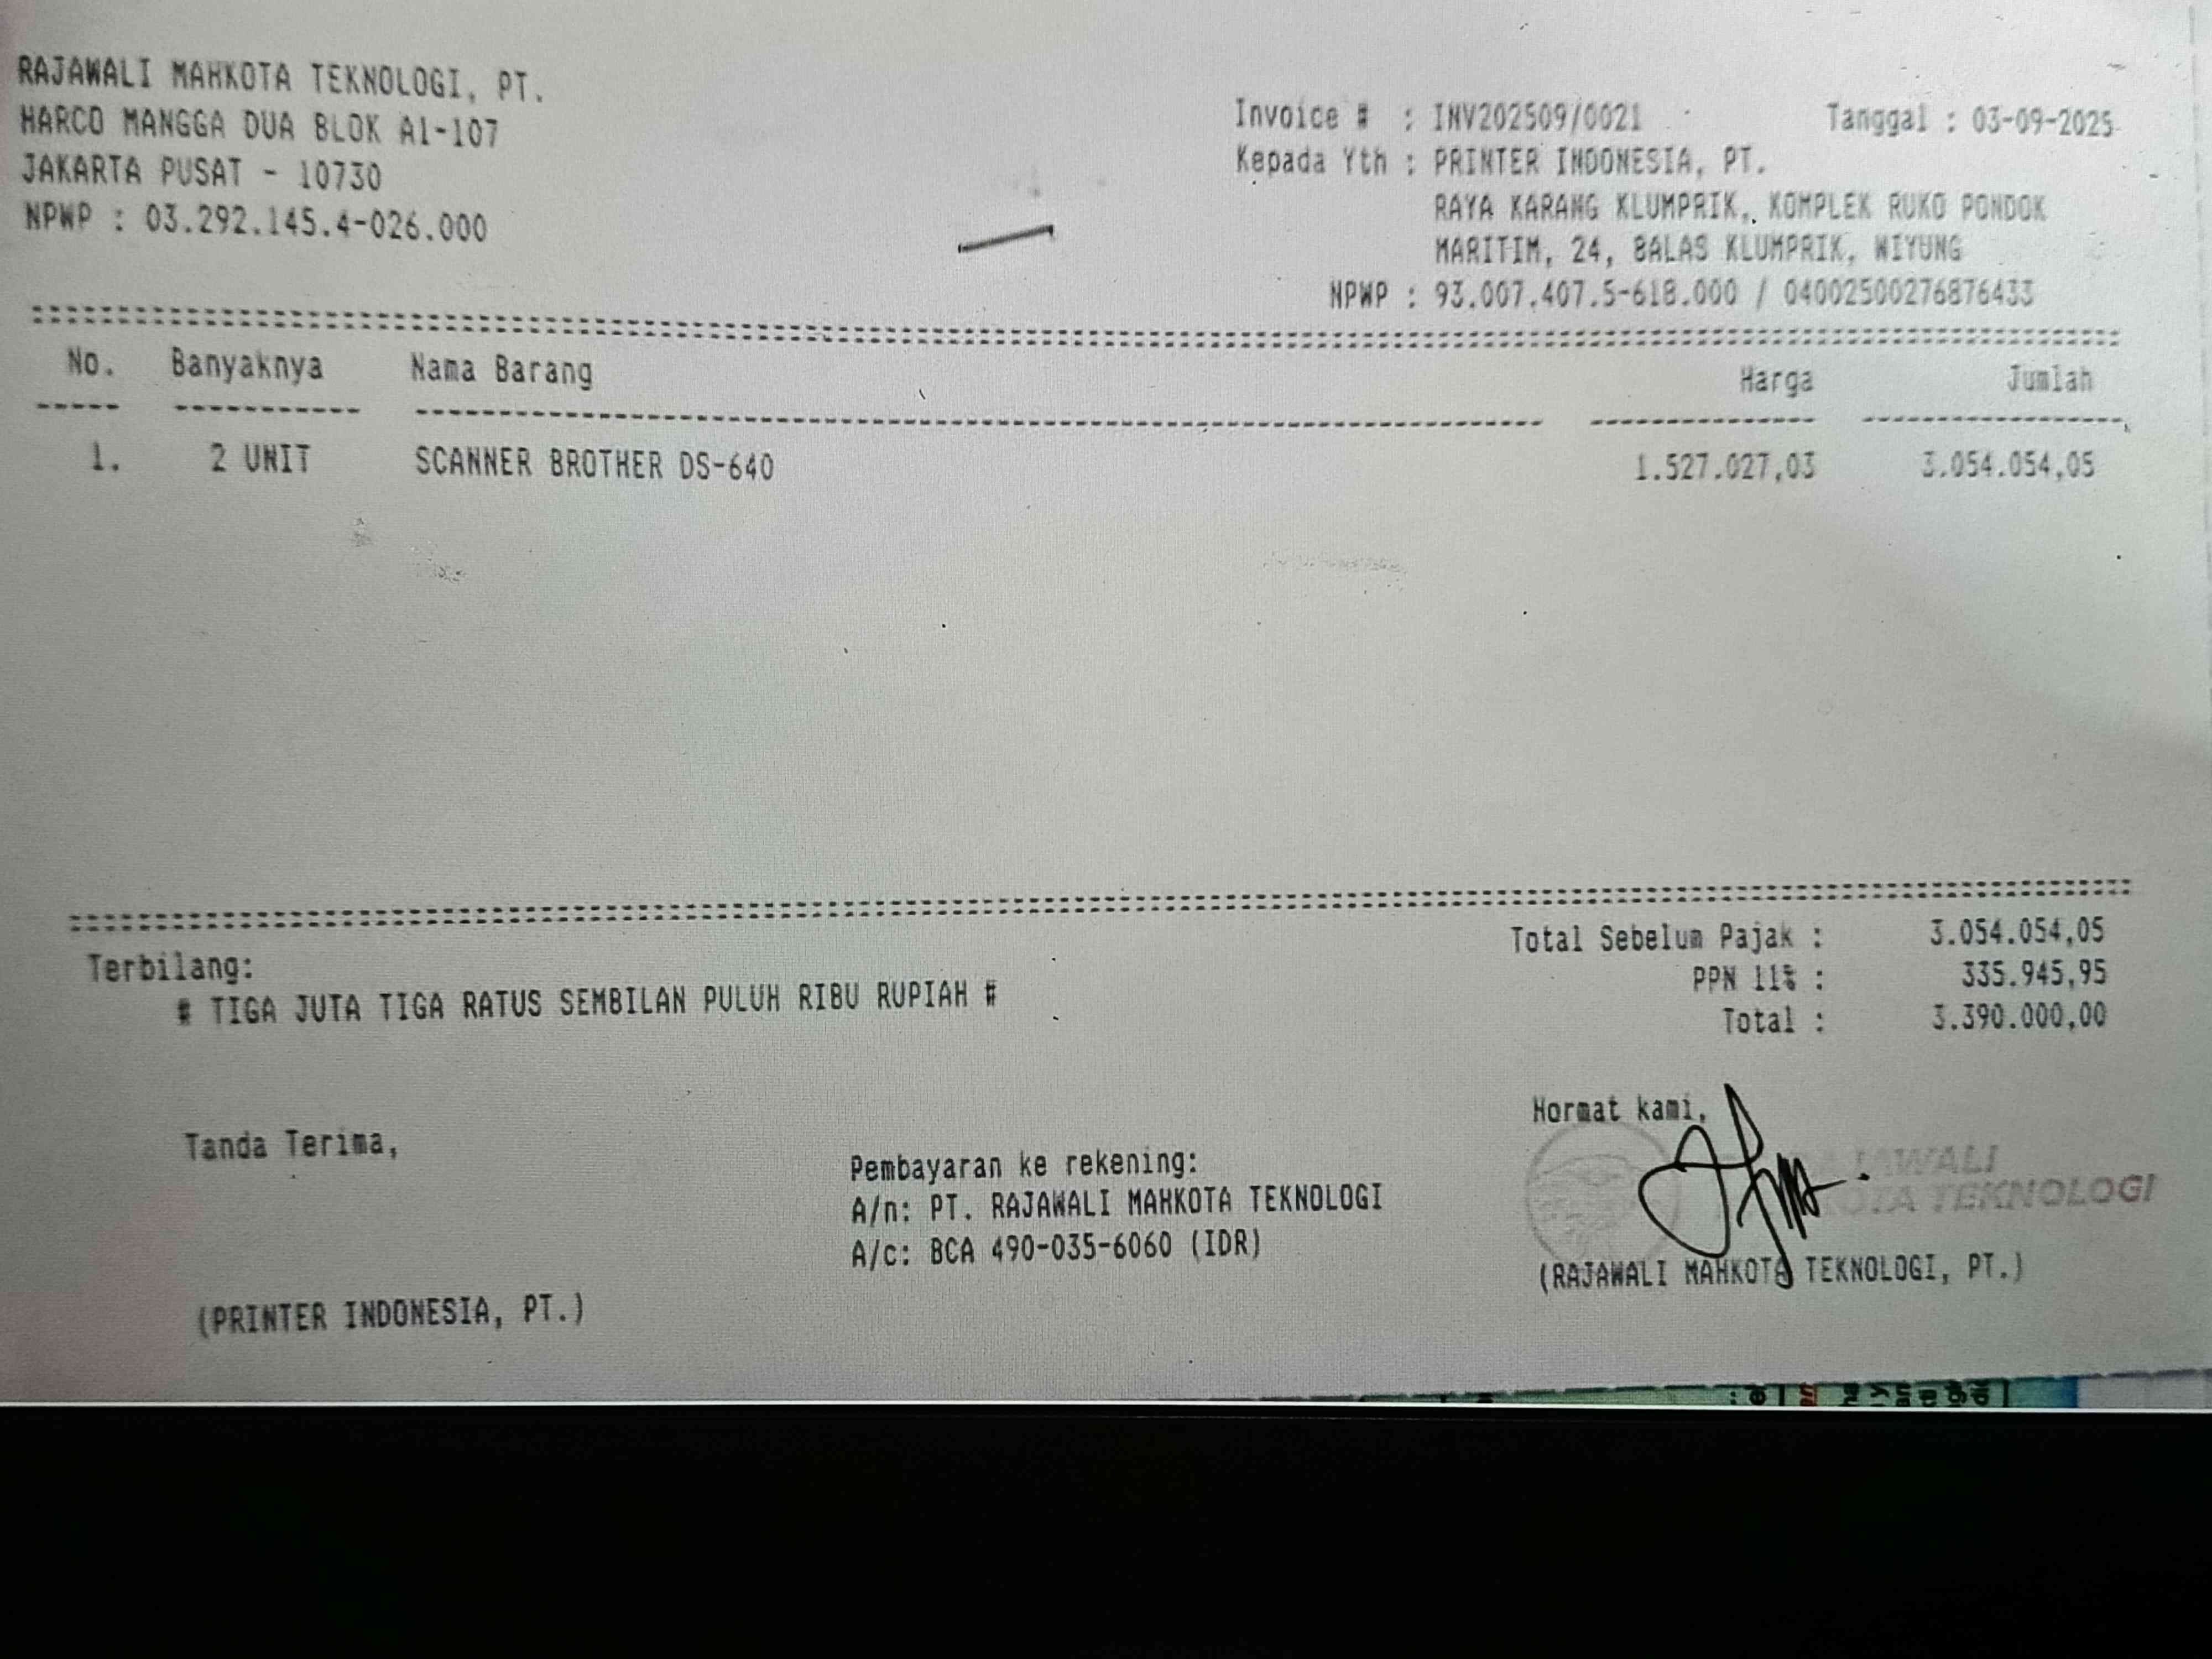 RAJAWALI MAHKOTA TEKNOLOGI, PT.
HARCO MANGGA DUA BLOK A1-107
JAKARTA PUSAT - 10730
NPWP : 03.292.145.4-026.000
Invoice # : INV202509/0021 Tanggal : 03-09-2025
Kepada Yth : PRINTER INDONESIA, PT.
RAYA KARANG KLUMPRIK, KOMPLEK RUKO PONDOK
MARITIM, 24, BALAS KLUMPRIK, WIYUNG
NPWP : 93.007.407.5-618.000 / 04002500276876433
No. Banyaknya Nama Barang Harga Jumlah
1. 2 UNIT SCANNER BROTHER DS-640 1.527.027,03 3.054.054,05
Total Sebelum Pajak : 3.054.054,05
PPN 11% : 335.945,95
Total : 3.390.000,00
Terbilang:
# TIGA JUTA TIGA RATUS SEMBILAN PULUH RIBU RUPIAH #
Tanda Terima,
(PRINTER INDONESIA, PT.)
Pembayaran ke rekening:
A/n: PT. RAJAWALI MAHKOTA TEKNOLOGI
A/c: BCA 490-035-6060 (IDR)
Hormat kami,
TEKNOLOGI
(RAJAWALI MAHKOTA TEKNOLOGI, PT.)